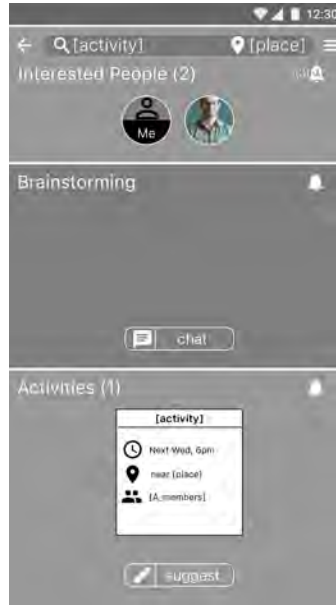 12:30
[activity] [place]
Interested People (2)
Me
Brainstorming
chat
Activities (1)
[activity]
Next Wed, 6pm
near [place]
[A_members]
suggest